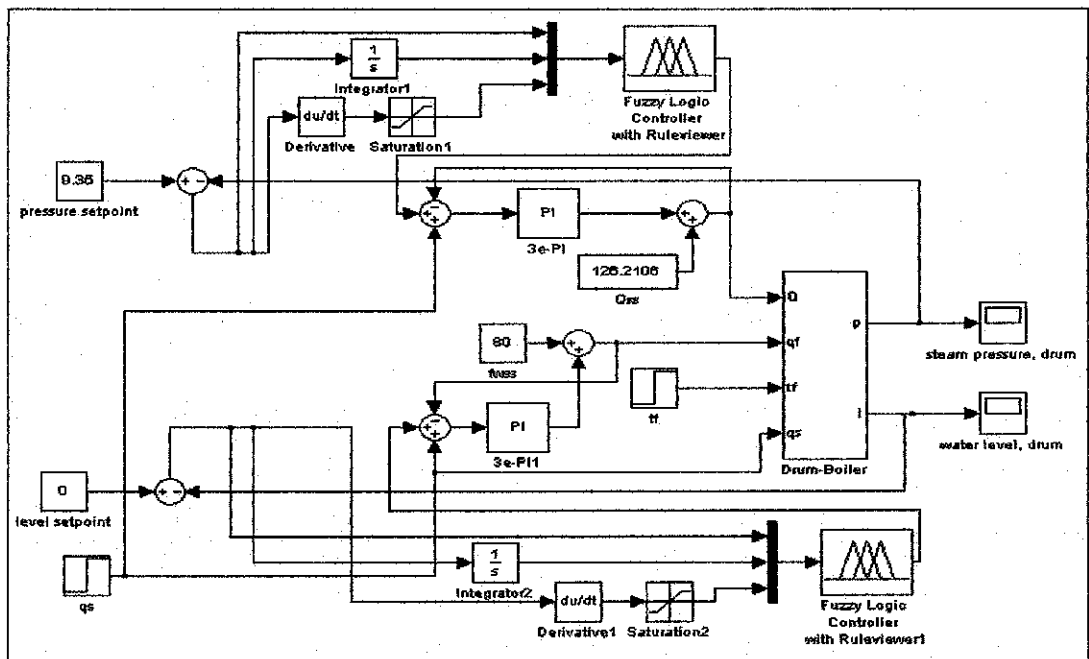 1
s
Integrator1
Fuzzy Logic
Controller
with Ruleviewer
du/dt
Derivative
Saturation1
9.35
+ -
pressure setpoint
-
+
+
PI
3e-PI
+
+
126.2106
Qss
Q
qf
tf
qs
p
l
Drum-Boiler
steam pressure, drum
60
fwss
+
+
tf
-
+
+
PI
3e-PI1
water level, drum
0
+ -
level setpoint
qs
1
s
Integrator2
du/dt
Derivative1
Saturation2
Fuzzy Logic
Controller
with Ruleviewer1